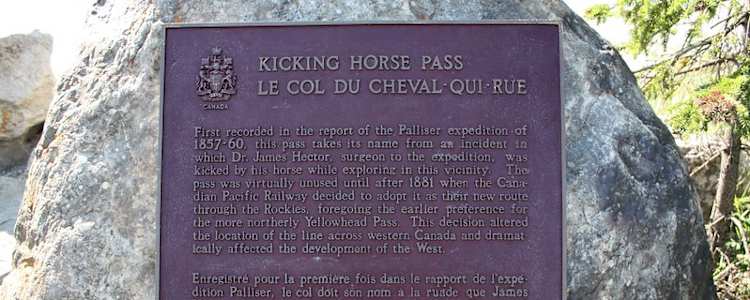 KICKING HORSE PASS
LE COL DU CHEVAL-QUI-RUE
CANADA
First recorded in the report of the Palliser expedition of
1857-60, this pass takes its name from an incident in
which Dr. James Hector, surgeon to the expedition, was
kicked by his horse while exploring in this vicinity. The
pass was virtually unused until after 1881 when the Cana-
dian Pacific Railway decided to adopt it as their new route
through the Rockies, foregoing the earlier preference for
the more northerly Yellowhead Pass. This decision altered
the location of the line across western Canada and dramat
ically affected the development of the West.
Enregistré pour la première fois dans le rapport de l'expé-
dition Palliser, le col doit son nom à la ruade que James